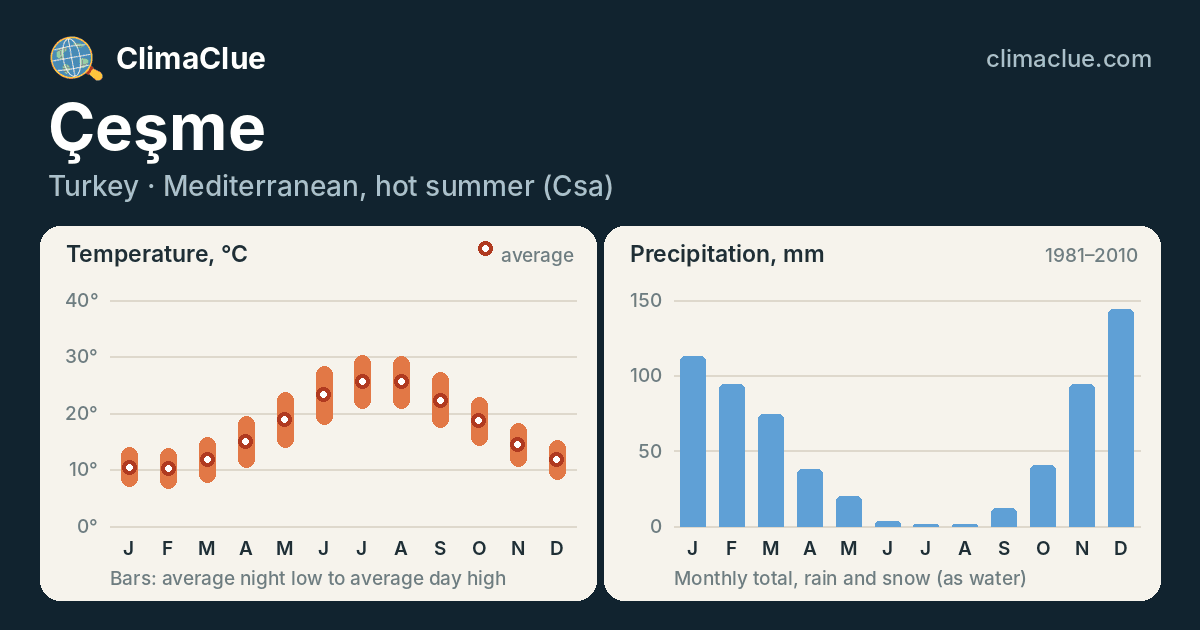 ClimaClue
climaclue.com
Çeşme
Turkey · Mediterranean, hot summer (Csa)
Temperature, °C
average
40°
30°
20°
10°
0°
J F M A M J J A S O N D
Bars: average night low to average day high
Precipitation, mm
1981–2010
150
100
50
0
J F M A M J J A S O N D
Monthly total, rain and snow (as water)